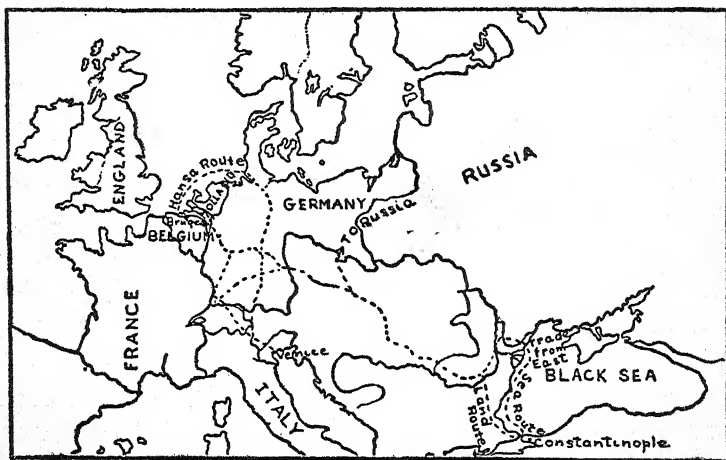 RUSSIA
ENGLAND
Hansa Route
HOLLAND
Bruges
BELGIUM
GERMANY
To Russia
FRANCE
Venice
ITALY
Trade
from
East
Sea Route
BLACK SEA
Land
Route
Constantinople